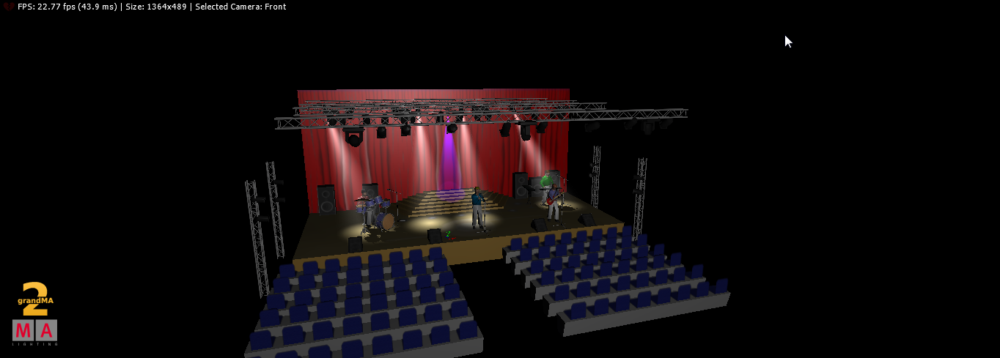 FPS: 22.77 fps (43.9 ms) | Size: 1364x489 | Selected Camera: Front
2
grandMA
MA
LIGHTING